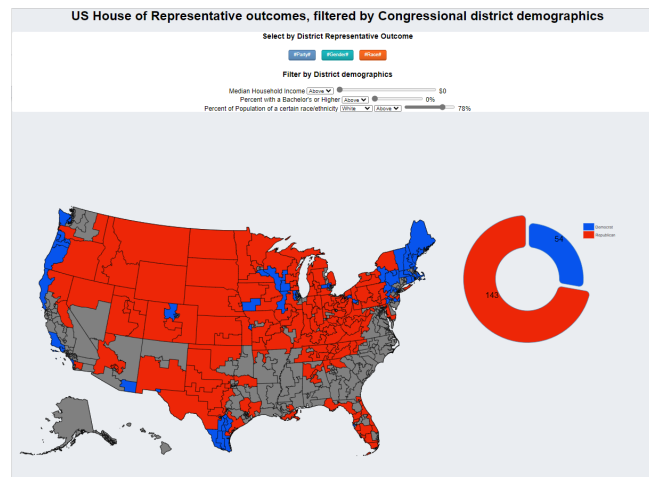 US House of Representative outcomes, filtered by Congressional district demographics
Select by District Representative Outcome
#Party# #Gender# #Race#
Filter by District demographics
Median Household Income Above $0
Percent with a Bachelor's or Higher Above 0%
Percent of Population of a certain race/ethnicity White Above 78%
54
Democrat
Republican
143